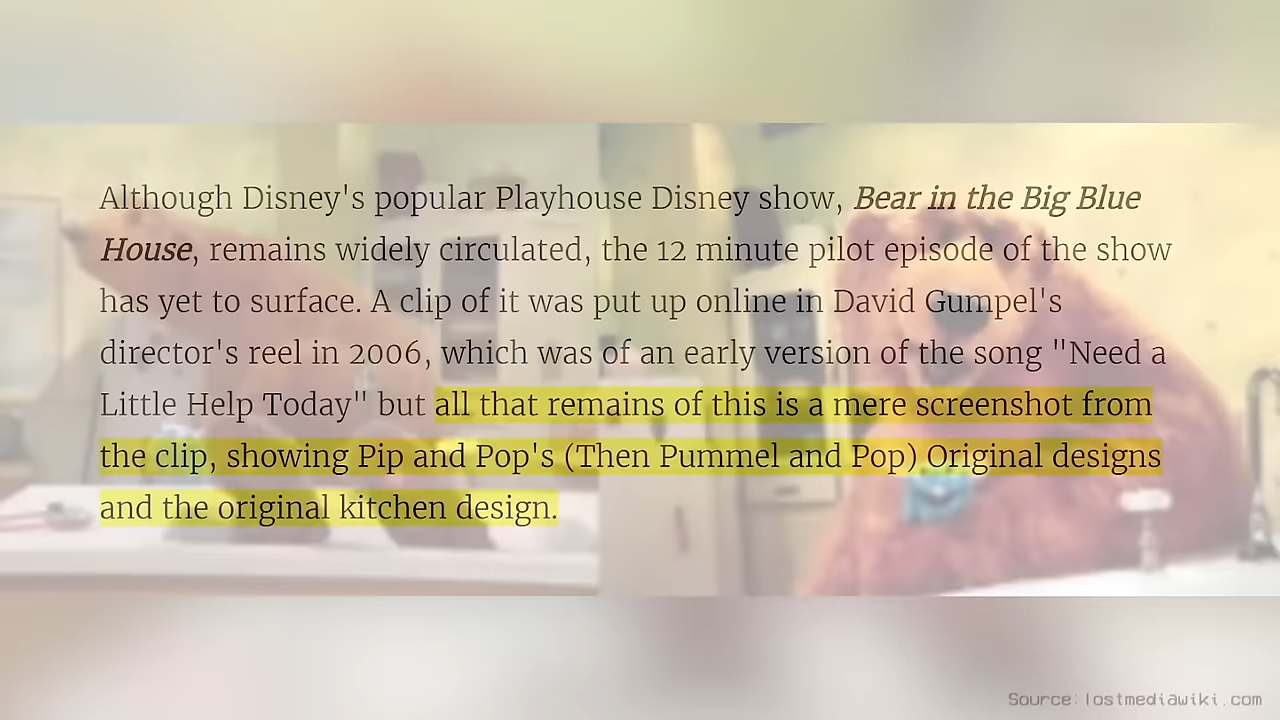 Although Disney's popular Playhouse Disney show, Bear in the Big Blue
House, remains widely circulated, the 12 minute pilot episode of the show
has yet to surface. A clip of it was put up online in David Gumpel's
director's reel in 2006, which was of an early version of the song "Need a
Little Help Today" but all that remains of this is a mere screenshot from
the clip, showing Pip and Pop's (Then Pummel and Pop) Original designs
and the original kitchen design.
Source: lostmediawiki.com